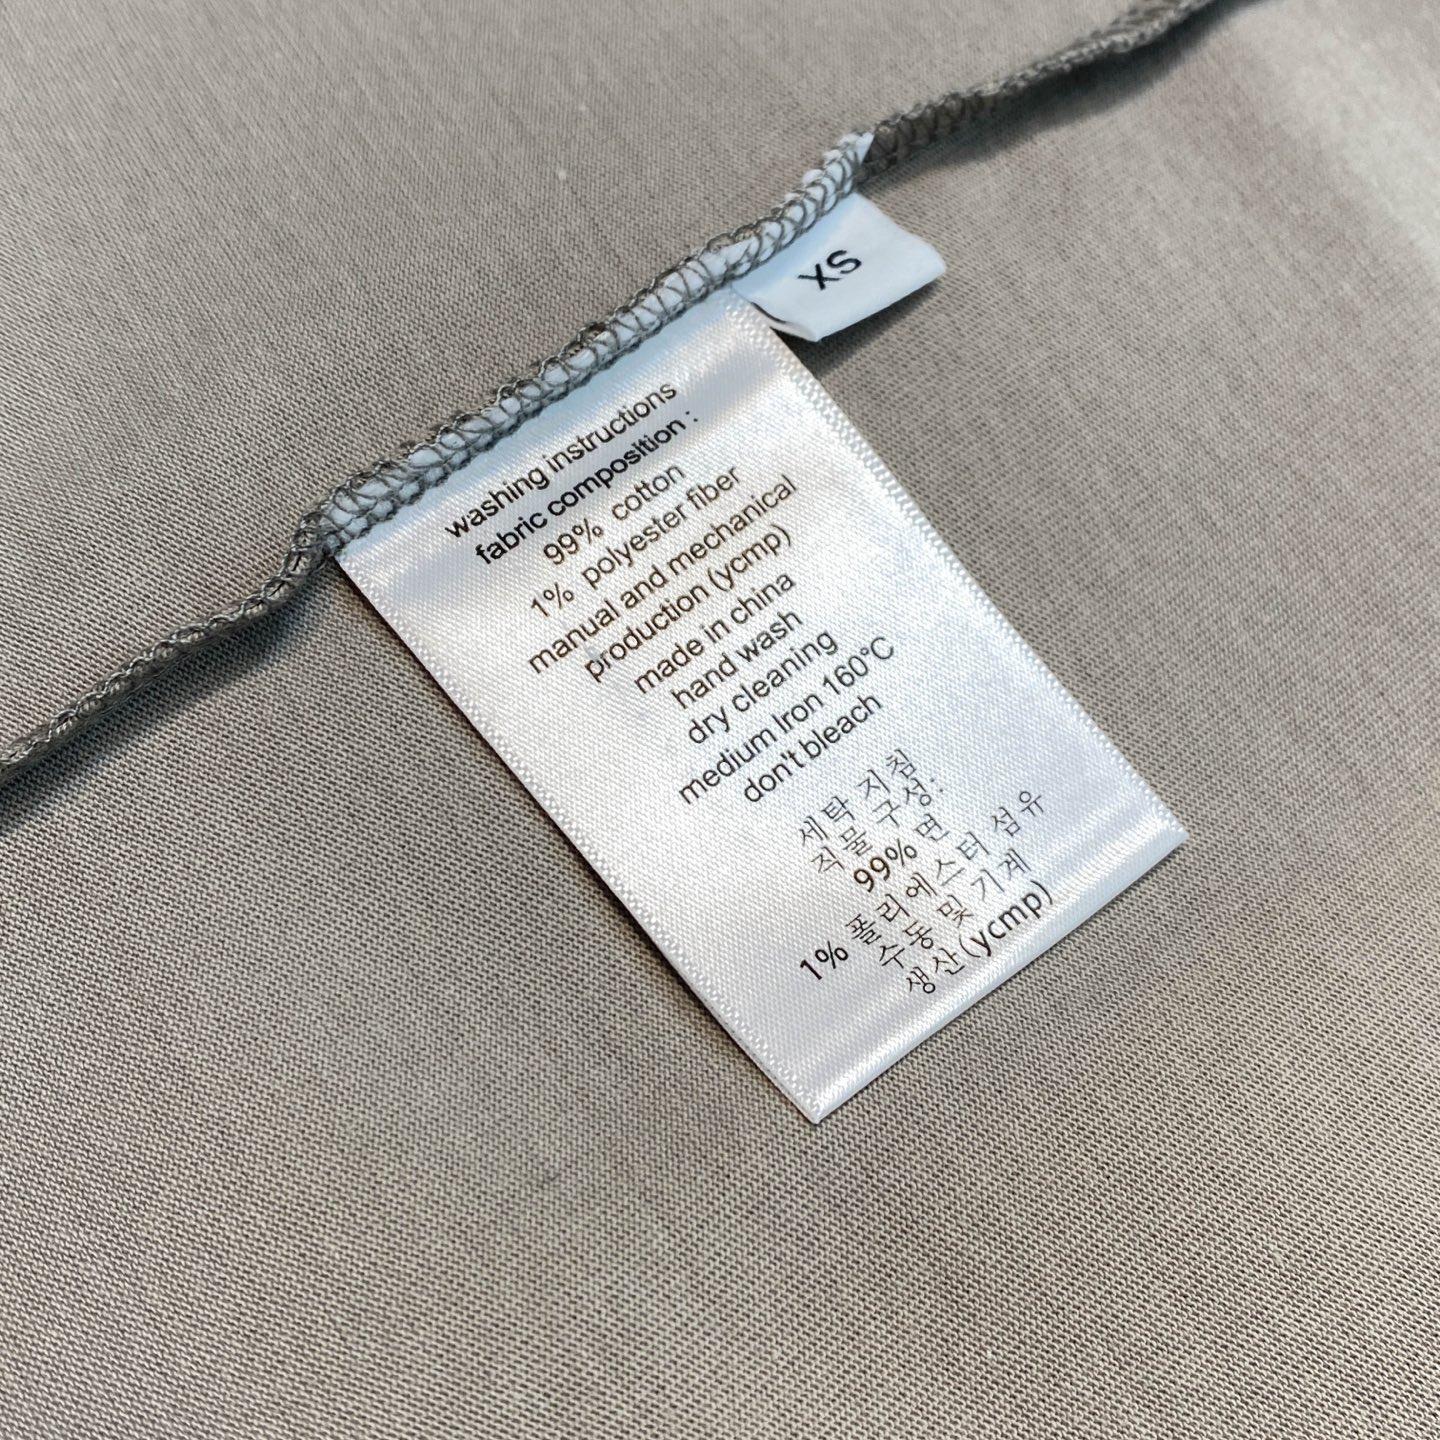 XS
washing instructions
fabric composition :
99% cotton
1% polyester fiber
manual and mechanical
production (ycmp)
made in china
hand wash
dry cleaning
medium Iron 160°C
don't bleach
세탁 지침
직물 구성:
99% 면
1% 폴리에스터 섬유
수동 및 기계
생산(ycmp)